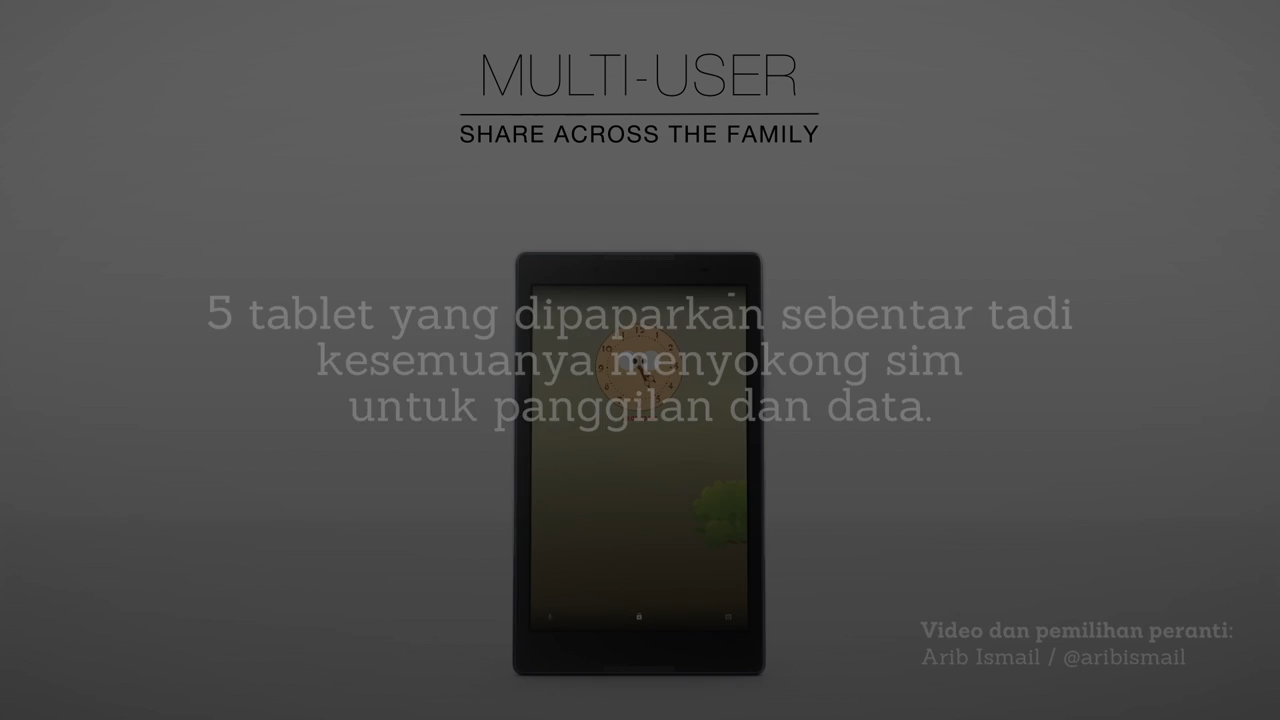 MULTI-USER
SHARE ACROSS THE FAMILY
5 tablet yang dipaparkan sebentar tadi
kesemuanya menyokong sim
untuk panggilan dan data.
Video dan pemilihan peranti:
Arib Ismail / @aribismail